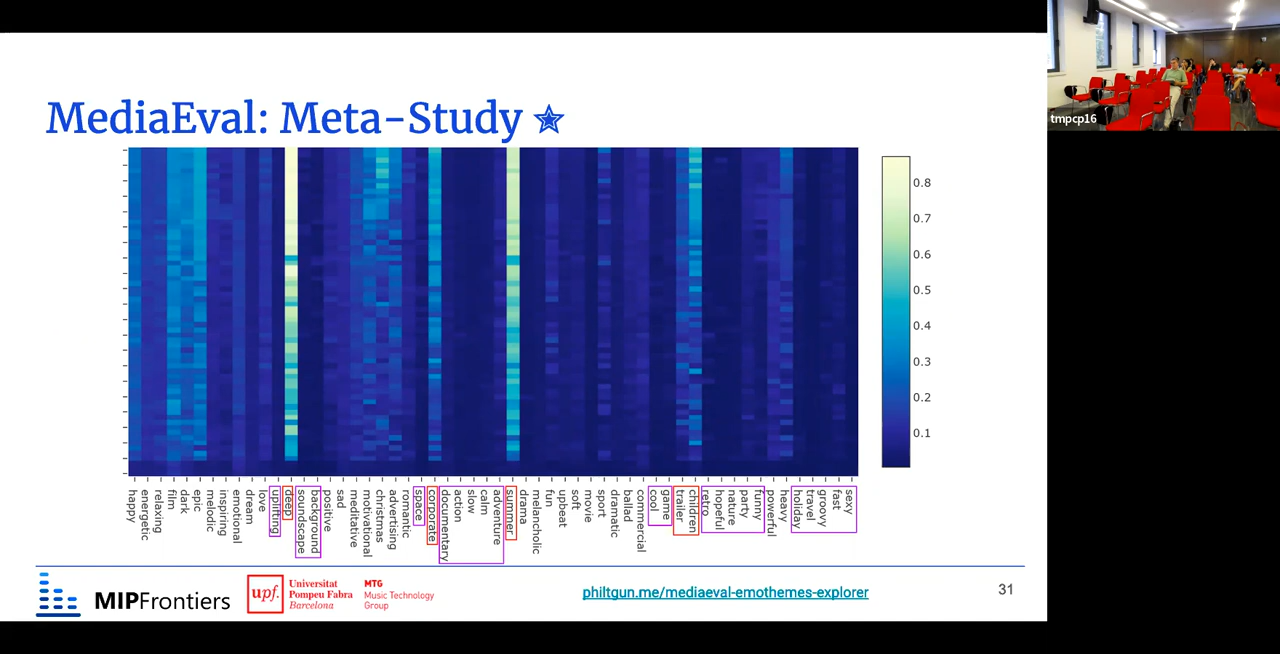 tmpcp16
MediaEval: Meta-Study
0.8
0.7
0.6
0.5
0.4
0.3
0.2
0.1
happy
energetic
relaxing
film
dark
epic
melodic
inspiring
emotional
dream
love
uplifting
deep
soundscape
background
positive
sad
meditative
motivational
christmas
advertising
romantic
space
corporate
documentary
action
slow
calm
adventure
summer
drama
melancholic
fun
upbeat
soft
movie
sport
dramatic
ballad
commercial
cool
game
trailer
children
retro
hopeful
nature
party
funny
powerful
heavy
holiday
travel
groovy
fast
sexy
MIPFrontiers
upf.
Universitat
Pompeu Fabra
Barcelona
MTG
Music Technology
Group
philtgun.me/mediaeval-emothemes-explorer
31